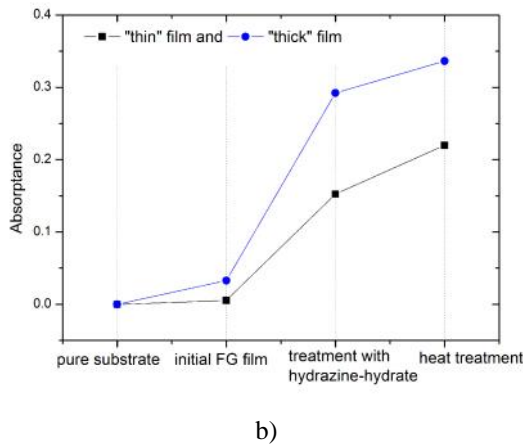 0.4
"thin" film and "thick" film
0.3
0.2
0.1
0.0
Absorptance
pure substrate initial FG film treatment with hydrazine-hydrate heat treatment
b)